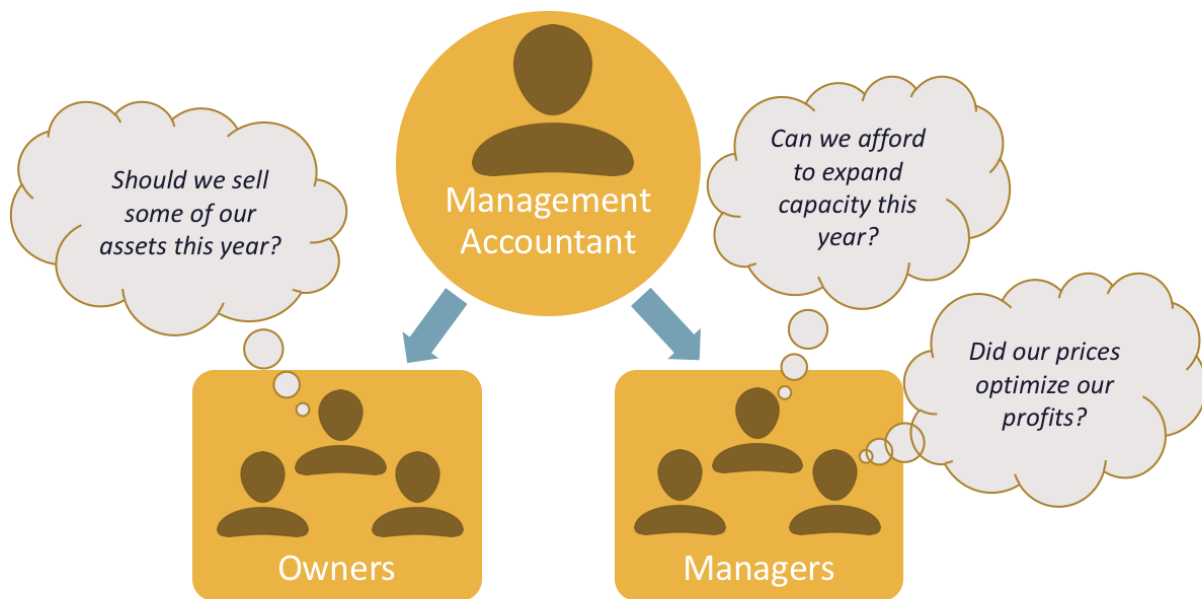 Should we sell
some of our
assets this year?
Management
Accountant
Can we afford
to expand
capacity this
year?
Did our prices
optimize our
profits?
Owners
Managers